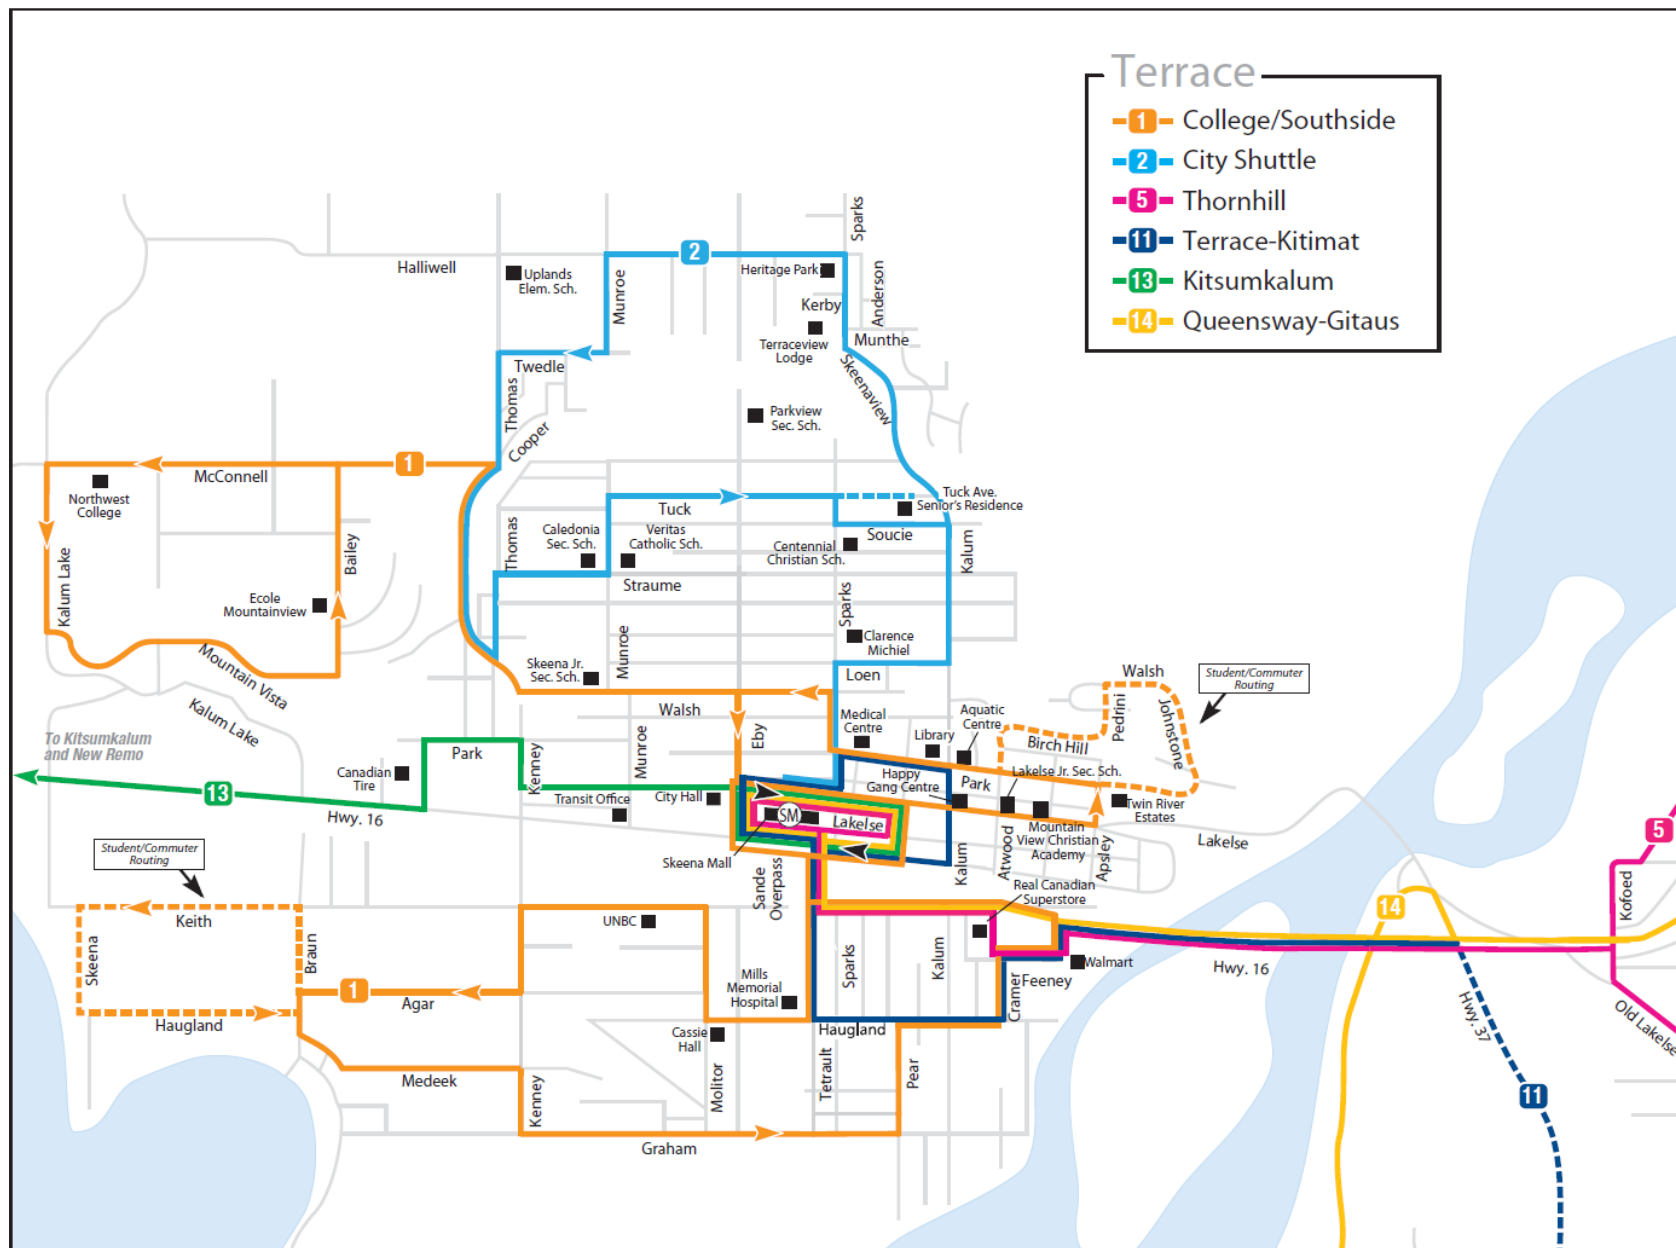 Terrace
1 College/Southside
2 City Shuttle
5 Thornhill
11 Terrace-Kitimat
13 Kitsumkalum
14 Queensway-Gitaus
Sparks
2
Halliwell
Uplands
Elem. Sch.
Munroe
Heritage Park
Anderson
Kerby
Munthe
Terraceview
Lodge
Skeenaview
Twedle
Thomas
Cooper
Parkview
Sec. Sch.
1
McConnell
Northwest
College
Tuck
Tuck Ave.
Senior's Residence
Soucie
Thomas
Caledonia
Sec. Sch.
Veritas
Catholic Sch.
Centennial
Christian Sch.
Kalum
Bailey
Kalum Lake
Straume
Ecole
Mountainview
Sparks
Clarence
Michiel
Munroe
Skeena Jr.
Sec. Sch.
Loen
Mountain Vista
Kalum Lake
Walsh
Pedrini
Johnstone
Student/Commuter
Routing
Walsh
Eby
Medical
Centre
Aquatic
Centre
Library
Birch Hill
To Kitsumkalum
and New Remo
Park
Kenney
Munroe
Canadian
Tire
Happy
Gang Centre
Park
Lakelse Jr. Sec. Sch.
13
Hwy. 16
Transit Office
City Hall
SM
Lakelse
Twin River
Estates
Mountain
View Christian
Academy
Atwood
Apsley
Lakelse
5
Student/Commuter
Routing
Skeena Mall
Kalum
Sande
Overpass
Real Canadian
Superstore
Kofoed
14
Keith
UNBC
Skeena
Braun
Sparks
Kalum
Walmart
Hwy. 16
Mills
Memorial
Hospital
Feeney
Cramer
1
Agar
Haugland
Cassie
Hall
Haugland
Hwy. 37
Old Lakelse
Medeek
Kenney
Molitor
Tetrault
Pear
11
Graham